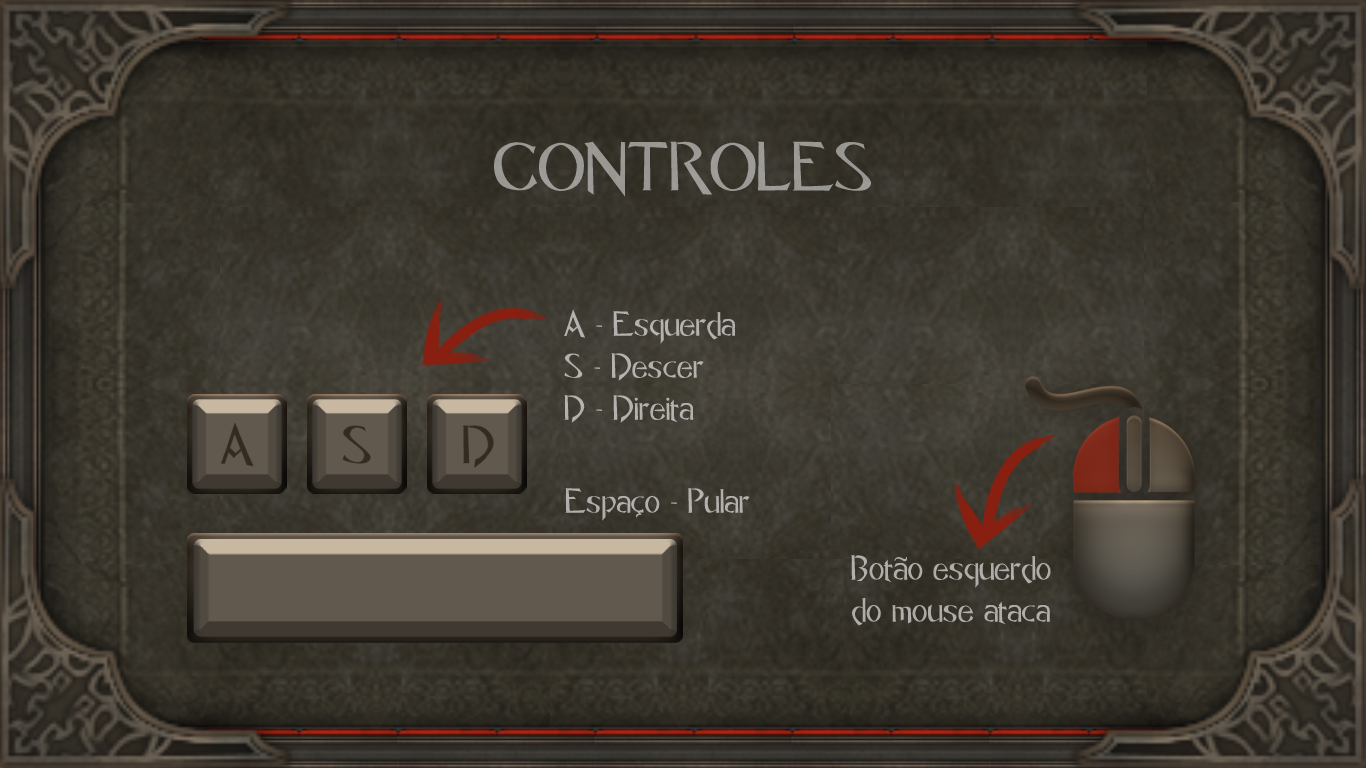 CONTROLES
A - Esquerda
S - Descer
D - Direita
A S D
Espaço - Pular
Botão esquerdo
do mouse ataca